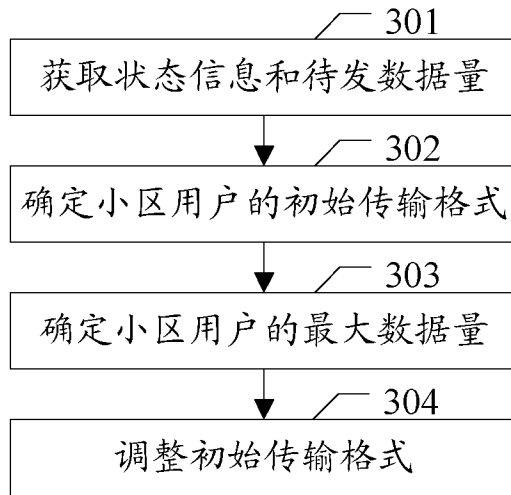 301
获取状态信息和待发数据量
302
确定小区用户的初始传输格式
303
确定小区用户的最大数据量
304
调整初始传输格式